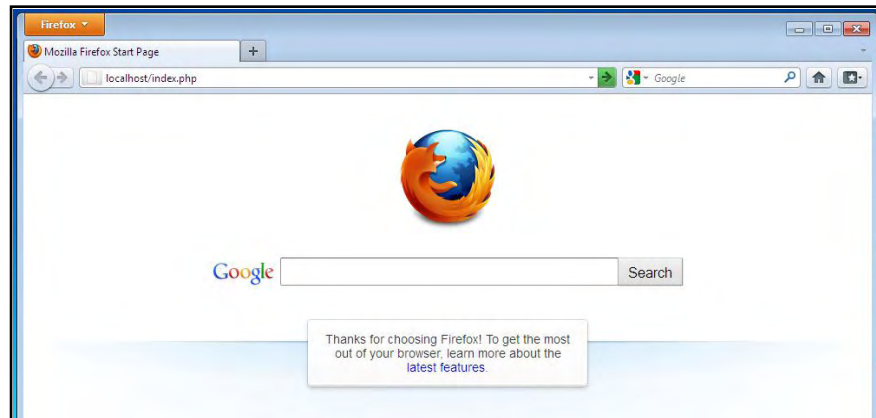 Firefox
Mozilla Firefox Start Page
localhost/index.php
Google
Google
Search
Thanks for choosing Firefox! To get the most
out of your browser, learn more about the
latest features.